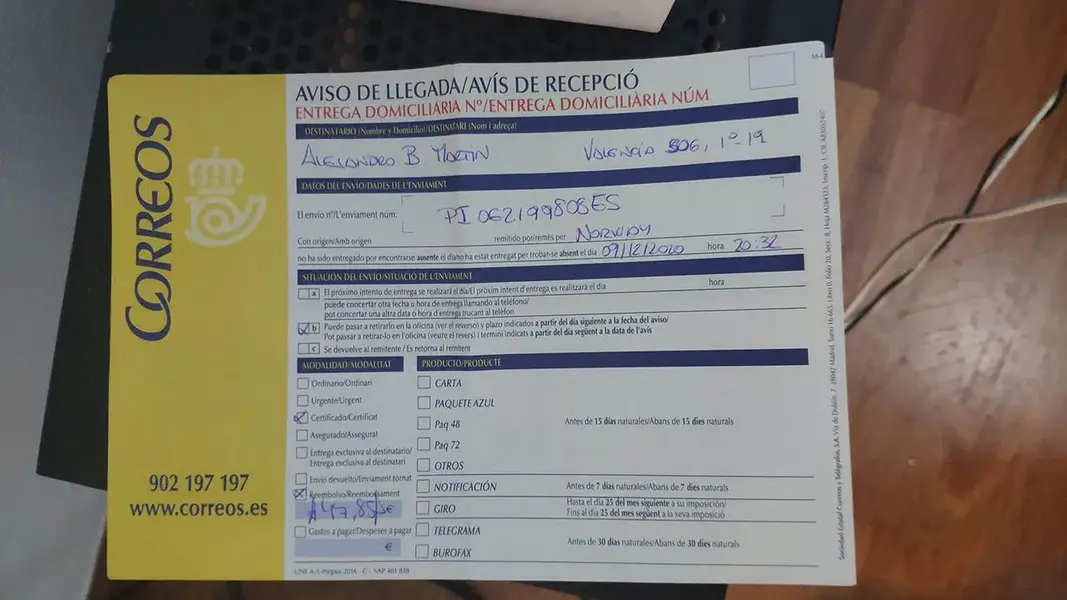 CORREOS
902 197 197
www.correos.es
M-4
AVISO DE LLEGADA/AVÍS DE RECEPCIÓ
ENTREGA DOMICILIARIA Nº/ENTREGA DOMICILIÀRIA NÚM
DESTINATARIO (Nombre y Domicilio)/DESTINATARI (Nom i adreça)
ALEJANDRO B MARTIN VALENCIA 506, 1º-19
DATOS DEL ENVÍO/DADES DE L'ENVIAMENT
El envío nº/L'enviament núm: PI 062199808ES
Con origen/Amb origen remitido por/remès per NORWAY
no ha sido entregado por encontrarse ausente el día/no ha estat entregat per trobar-se absent el dia 09/12/2020 hora 20:32
SITUACIÓN DEL ENVÍO/SITUACIÓ DE L'ENVIAMENT
a El próximo intento de entrega se realizará el día/El pròxim intent d'entrega es realitzarà el dia hora
puede concertar otra fecha u hora de entrega llamando al teléfono/
pot concertar una altra data o hora d'entrega trucant al telèfon
b Puede pasar a retirarlo en la oficina (ver el reverso) y plazo indicados a partir del día siguiente a la fecha del aviso/
Pot passar a retirar-lo en l'oficina (veure el revers) i termini indicats a partir del dia següent a la data de l'avís
c Se devuelve al remitente / Es retorna al remitent
MODALIDAD/MODALITAT
Ordinario/Ordinari
Urgente/Urgent
Certificado/Certificat
Asegurado/Assegurat
Entrega exclusiva al destinatario/
Entrega exclusiva al destinatari
Envío devuelto/Enviament tornat
Reembolso/Reemborsament
47,85 €
Gastos a pagar/Despeses a pagar
€
PRODUCTO/PRODUCTE
CARTA
PAQUETE AZUL
Paq 48
Antes de 15 días naturales/Abans de 15 dies naturals
Paq 72
OTROS
NOTIFICACIÓN Antes de 7 días naturales/Abans de 7 dies naturals
GIRO Hasta el día 25 del mes siguiente a su imposición/
Fins al dia 25 del mes següent a la seva imposició
TELEGRAMA
Antes de 30 días naturales/Abans de 30 dies naturals
BUROFAX